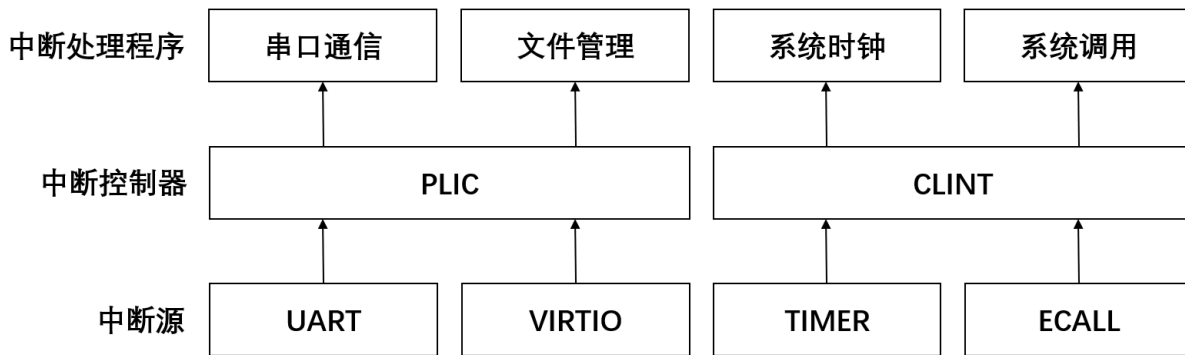 中断处理程序 串口通信 文件管理 系统时钟 系统调用
中断控制器 PLIC CLINT
中断源 UART VIRTIO TIMER ECALL